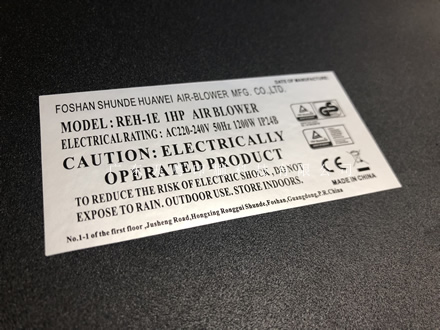 DATE OF MANUFACTURE:
FOSHAN SHUNDE HUAWEI AIR-BLOWER MFG. CO.,LTD.
MODEL: REH-1E 1HP AIR BLOWER
ELECTRICAL RATING: AC220-240V 50Hz 1200W IP24B
CAUTION: ELECTRICALLY
OPERATED PRODUCT
TO REDUCE THE RISK OF ELECTRIC SHOCK, DO NOT
EXPOSE TO RAIN. OUTDOOR USE. STORE INDOORS.
CE
MADE IN CHINA
No.1-1 of the first floor ,Jusheng Road,Hongxing Ronggui Shunde,Foshan,Guangdong,P.R.China